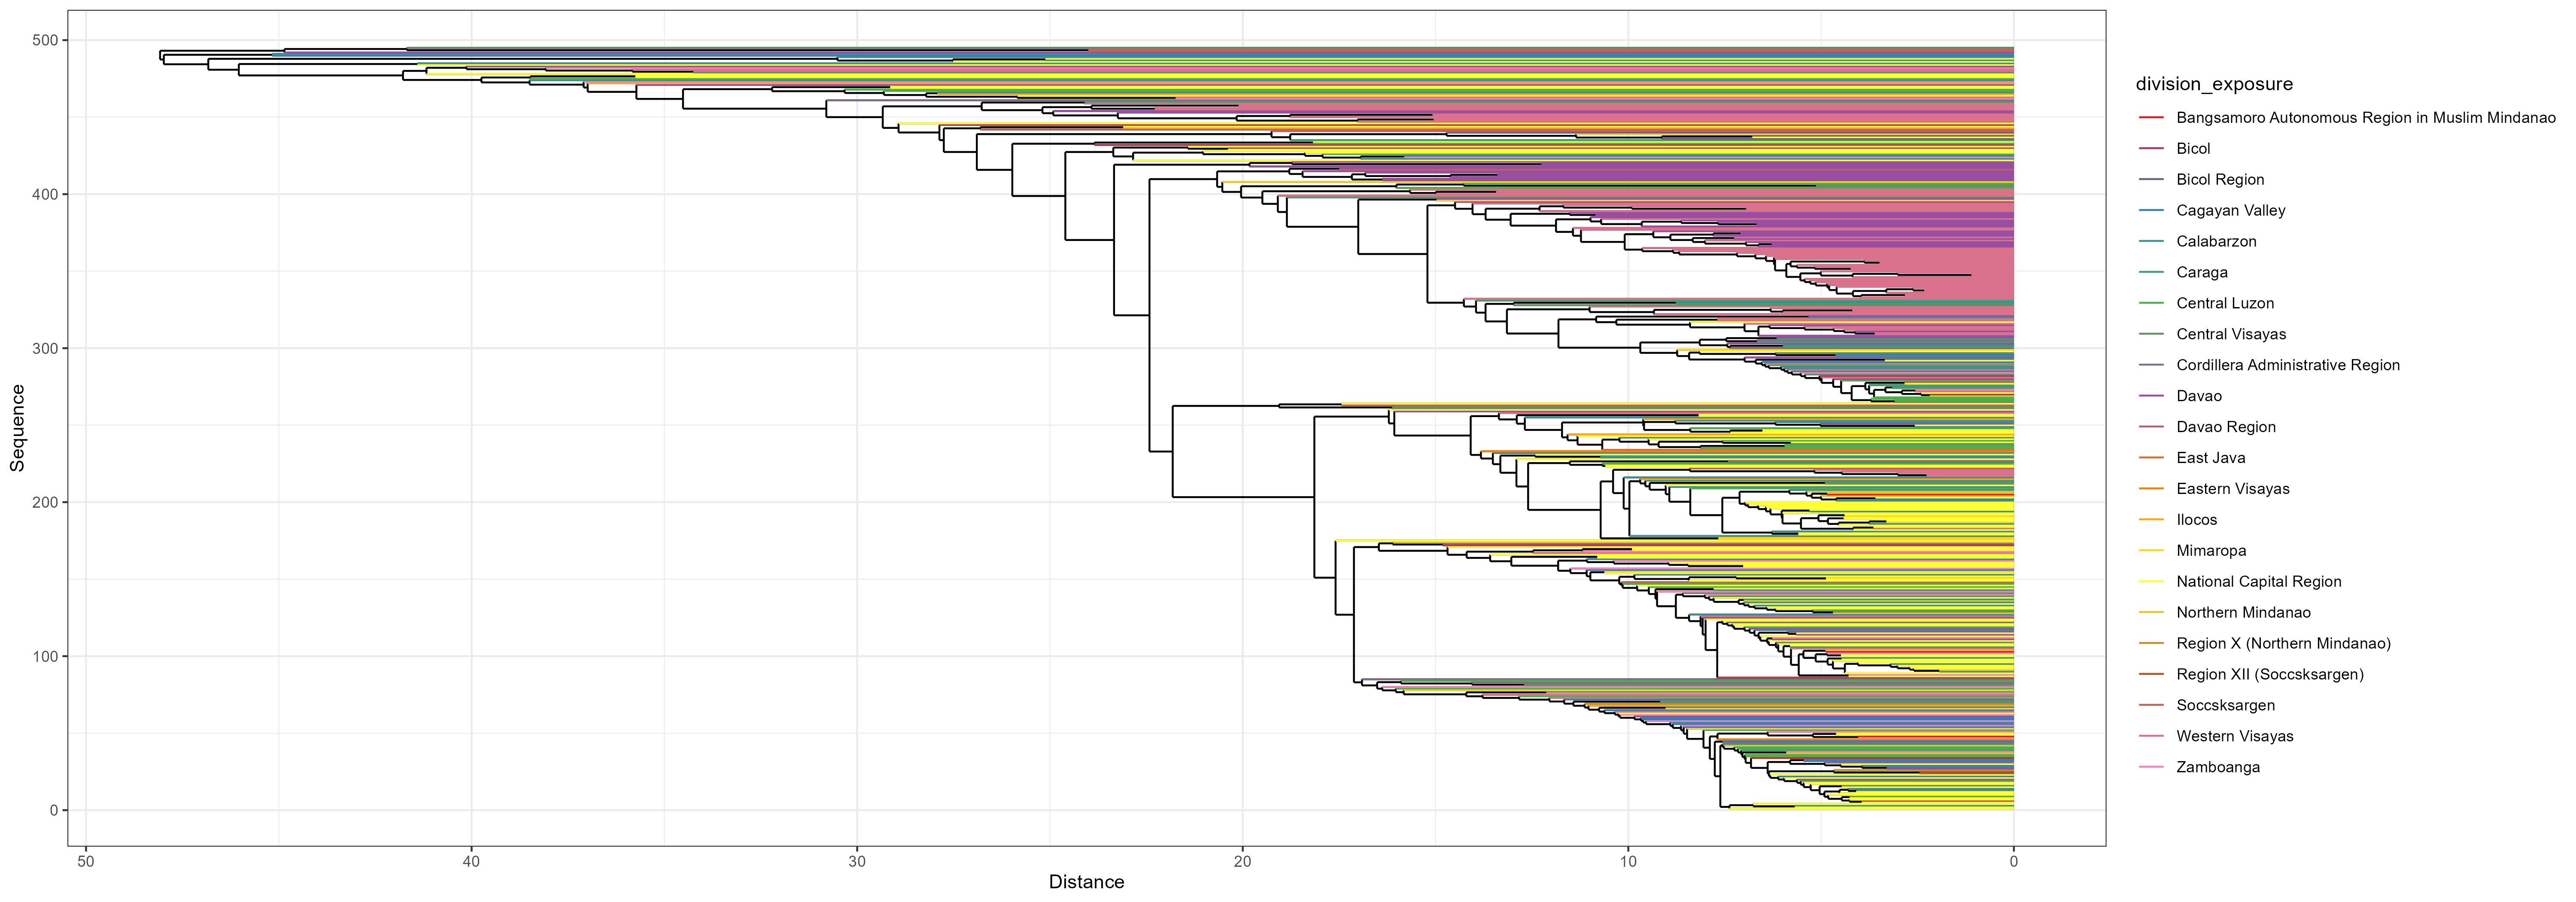 500
400
300
200
100
0
Sequence
50
40
30
20
10
0
Distance
division_exposure
Bangsamoro Autonomous Region in Muslim Mindanao
Bicol
Bicol Region
Cagayan Valley
Calabarzon
Caraga
Central Luzon
Central Visayas
Cordillera Administrative Region
Davao
Davao Region
East Java
Eastern Visayas
Ilocos
Mimaropa
National Capital Region
Northern Mindanao
Region X (Northern Mindanao)
Region XII (Soccsksargen)
Soccsksargen
Western Visayas
Zamboanga